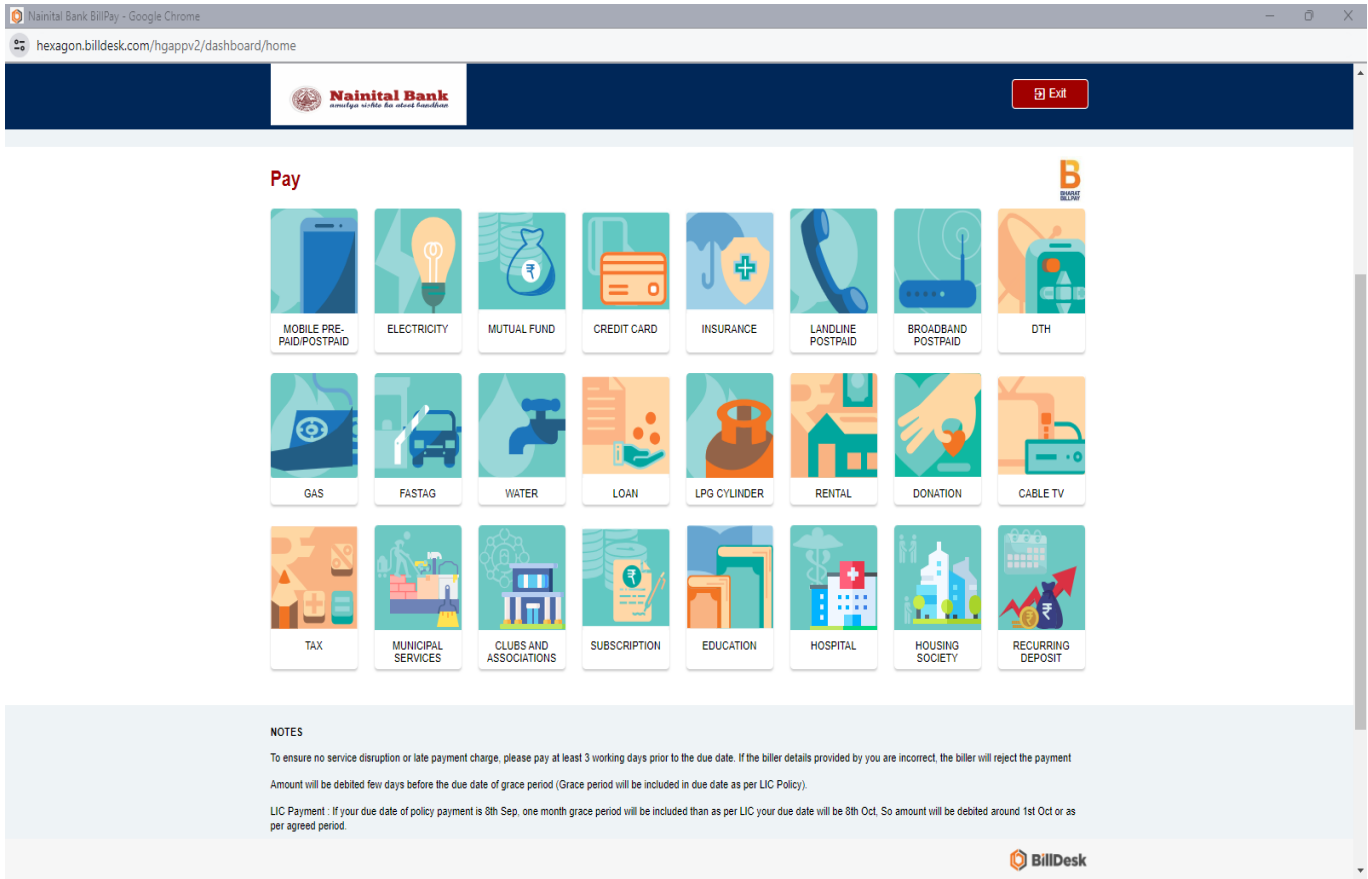 Nainital Bank BillPay - Google Chrome
hexagon.billdesk.com/hgappv2/dashboard/home
Nainital Bank
amulya rishte ka atoot bandhan
Exit
Pay
B
BHARAT
BILLPAY
MOBILE PRE-
PAID/POSTPAID
ELECTRICITY
MUTUAL FUND
CREDIT CARD
INSURANCE
LANDLINE
POSTPAID
BROADBAND
POSTPAID
DTH
GAS
FASTAG
WATER
LOAN
LPG CYLINDER
RENTAL
DONATION
CABLE TV
TAX
MUNICIPAL
SERVICES
CLUBS AND
ASSOCIATIONS
SUBSCRIPTION
EDUCATION
HOSPITAL
HOUSING
SOCIETY
RECURRING
DEPOSIT
NOTES
To ensure no service disruption or late payment charge, please pay at least 3 working days prior to the due date. If the biller details provided by you are incorrect, the biller will reject the payment
Amount will be debited few days before the due date of grace period (Grace period will be included in due date as per LIC Policy).
LIC Payment : If your due date of policy payment is 8th Sep, one month grace period will be included than as per LIC your due date will be 8th Oct, So amount will be debited around 1st Oct or as
per agreed period.
BillDesk